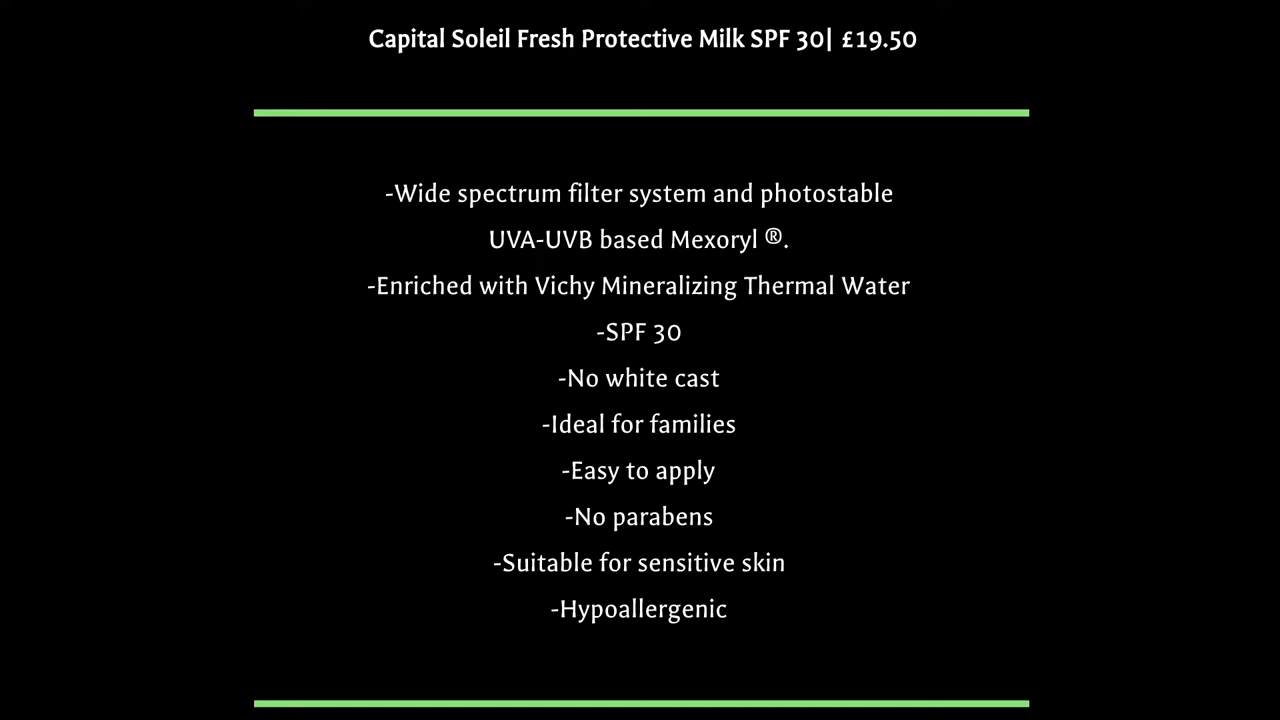 Capital Soleil Fresh Protective Milk SPF 30| £19.50
-Wide spectrum filter system and photostable
UVA-UVB based Mexoryl ®.
-Enriched with Vichy Mineralizing Thermal Water
-SPF 30
-No white cast
-Ideal for families
-Easy to apply
-No parabens
-Suitable for sensitive skin
-Hypoallergenic